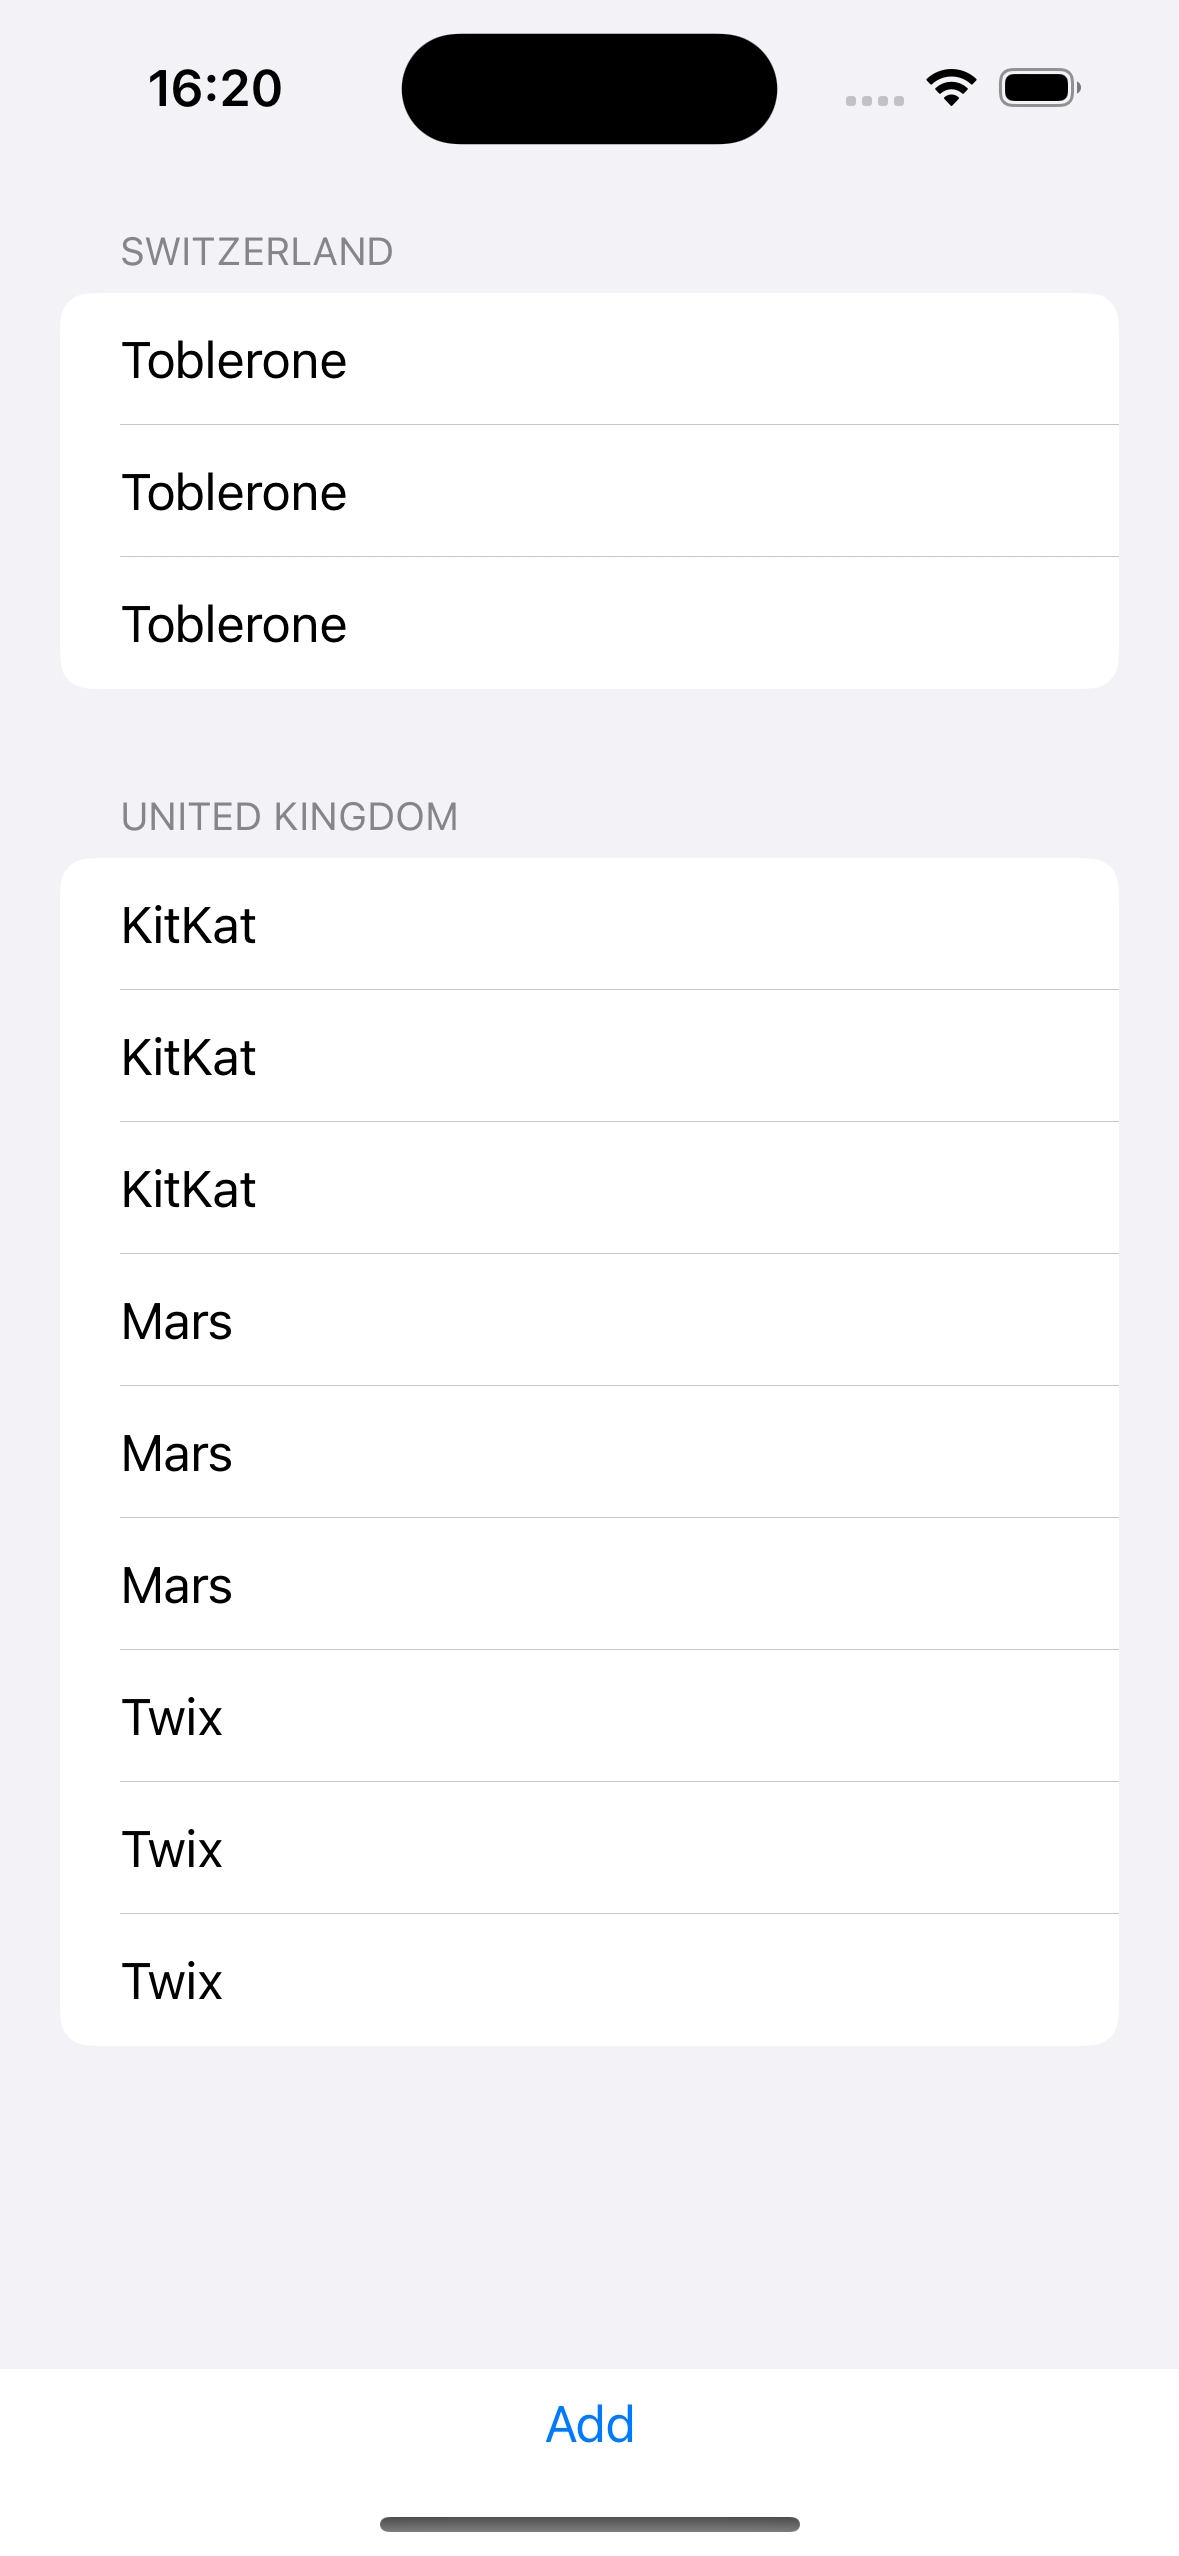 16:20
SWITZERLAND
Toblerone
Toblerone
Toblerone
UNITED KINGDOM
KitKat
KitKat
KitKat
Mars
Mars
Mars
Twix
Twix
Twix
Add